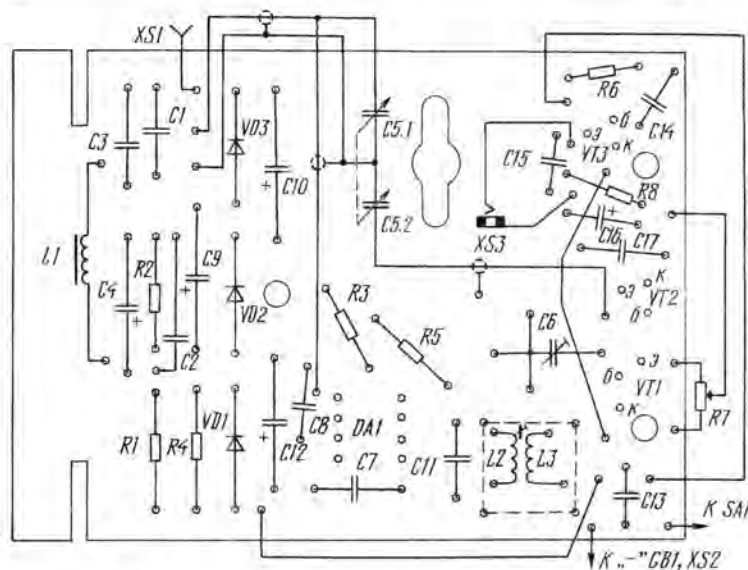 XS1
R6
C3
C1
VD3
C5.1
б
C14
э
к
VT3
C10
C15
R8
C5.2
XS3
C16
C17
L1
C9
R2
C4
C2
VD2
R3
R5
C6
к
э
VT2
б
э
б
VT1
к
R7
C8
DA1
R1
R4
VD1
C12
C7
C11
L2
L3
C13
К SA1
К „–” GB1, XS2